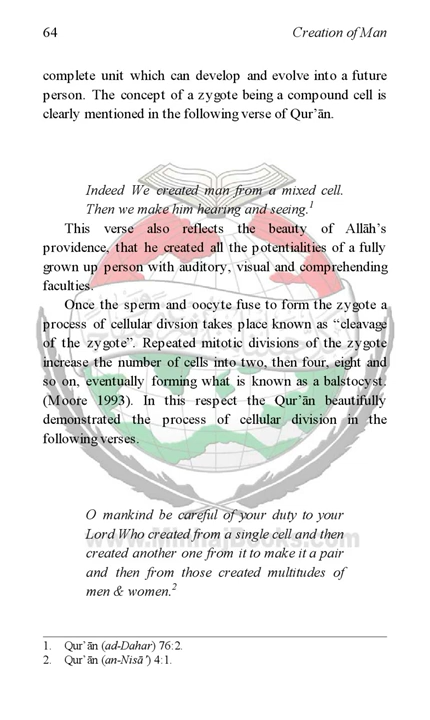 64 Creation of Man
complete unit which can develop and evolve into a future
person. The concept of a zygote being a compound cell is
clearly mentioned in the following verse of Qur’ān.
Indeed We created man from a mixed cell.
Then we make him hearing and seeing.1
This verse also reflects the beauty of Allāh’s
providence, that he created all the potentialities of a fully
grown up person with auditory, visual and comprehending
faculties.
Once the sperm and oocyte fuse to form the zygote a
process of cellular divsion takes place known as “cleavage
of the zygote”. Repeated mitotic divisions of the zygote
increase the number of cells into two, then four, eight and
so on, eventually forming what is known as a balstocyst.
(Moore 1993). In this respect the Qur’ān beautifully
demonstrated the process of cellular division in the
following verses.
O mankind be careful of your duty to your
Lord Who created from a single cell and then
www.MinhajBooks.com
created another one from it to make it a pair
and then from those created multitudes of
men & women.2
1. Qur’ān (ad-Dahar) 76:2.
2. Qur’ān (an-Nisā’) 4:1.